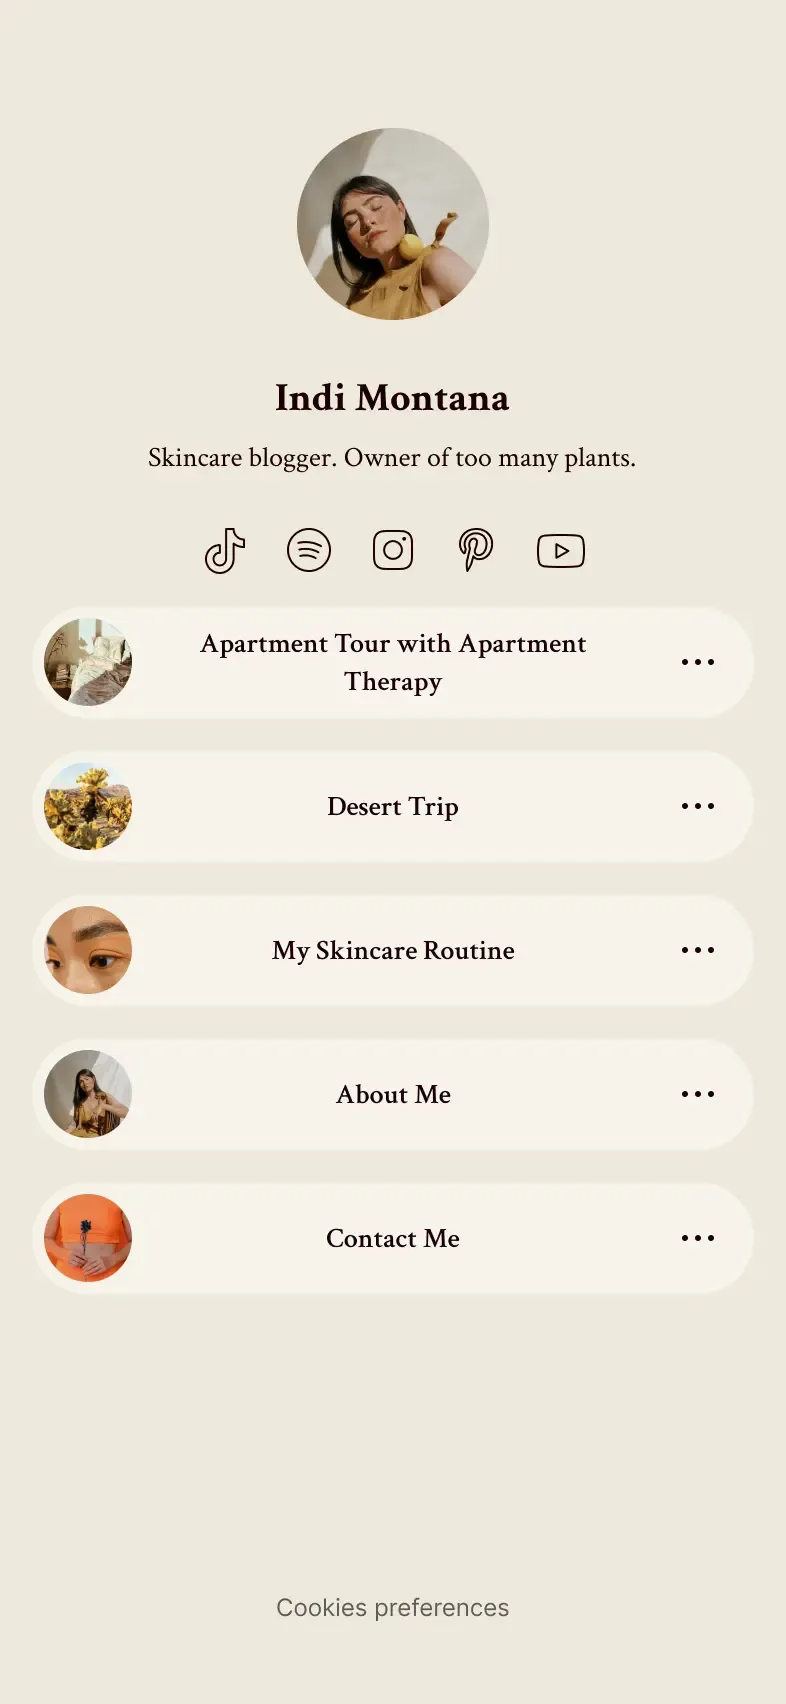 Indi Montana
Skincare blogger. Owner of too many plants.
Apartment Tour with Apartment
Therapy
Desert Trip
My Skincare Routine
About Me
Contact Me
Cookies preferences